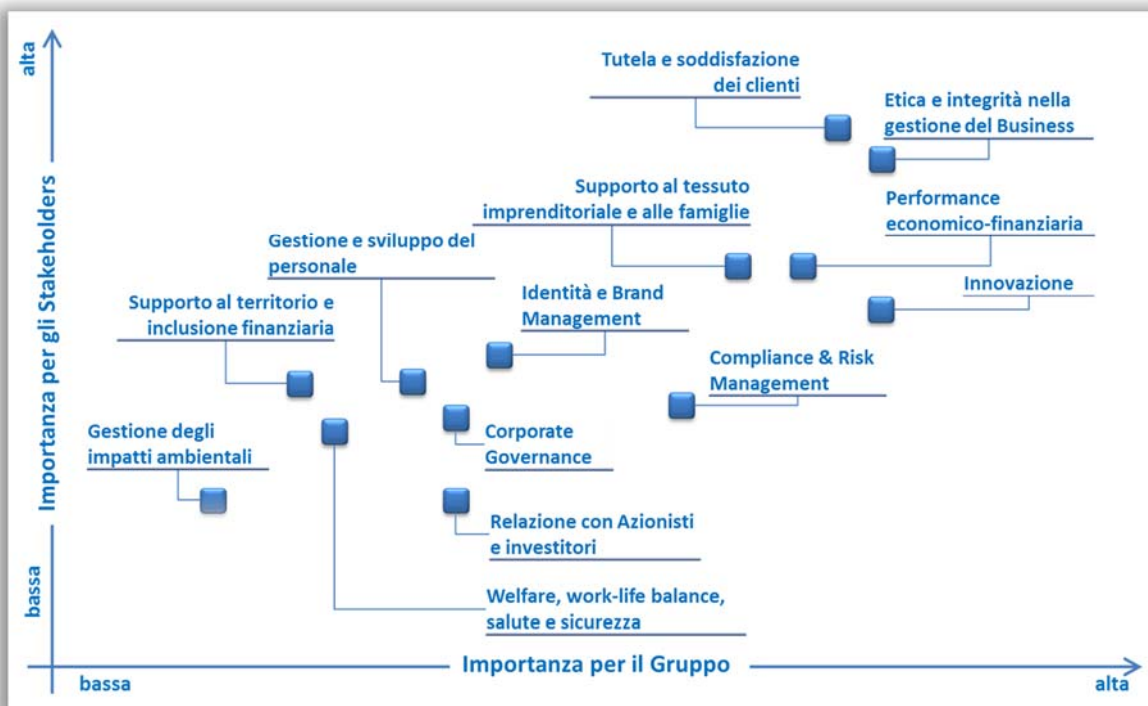 alta
Importanza per gli Stakeholders
bassa
Tutela e soddisfazione
dei clienti
Etica e integrità nella
gestione del Business
Supporto al tessuto
imprenditoriale e alle famiglie
Performance
economico-finanziaria
Gestione e sviluppo del
personale
Innovazione
Identità e Brand
Management
Supporto al territorio e
inclusione finanziaria
Compliance & Risk
Management
Gestione degli
impatti ambientali
Corporate
Governance
Relazione con Azionisti
e investitori
Welfare, work-life balance,
salute e sicurezza
Importanza per il Gruppo
bassa
alta